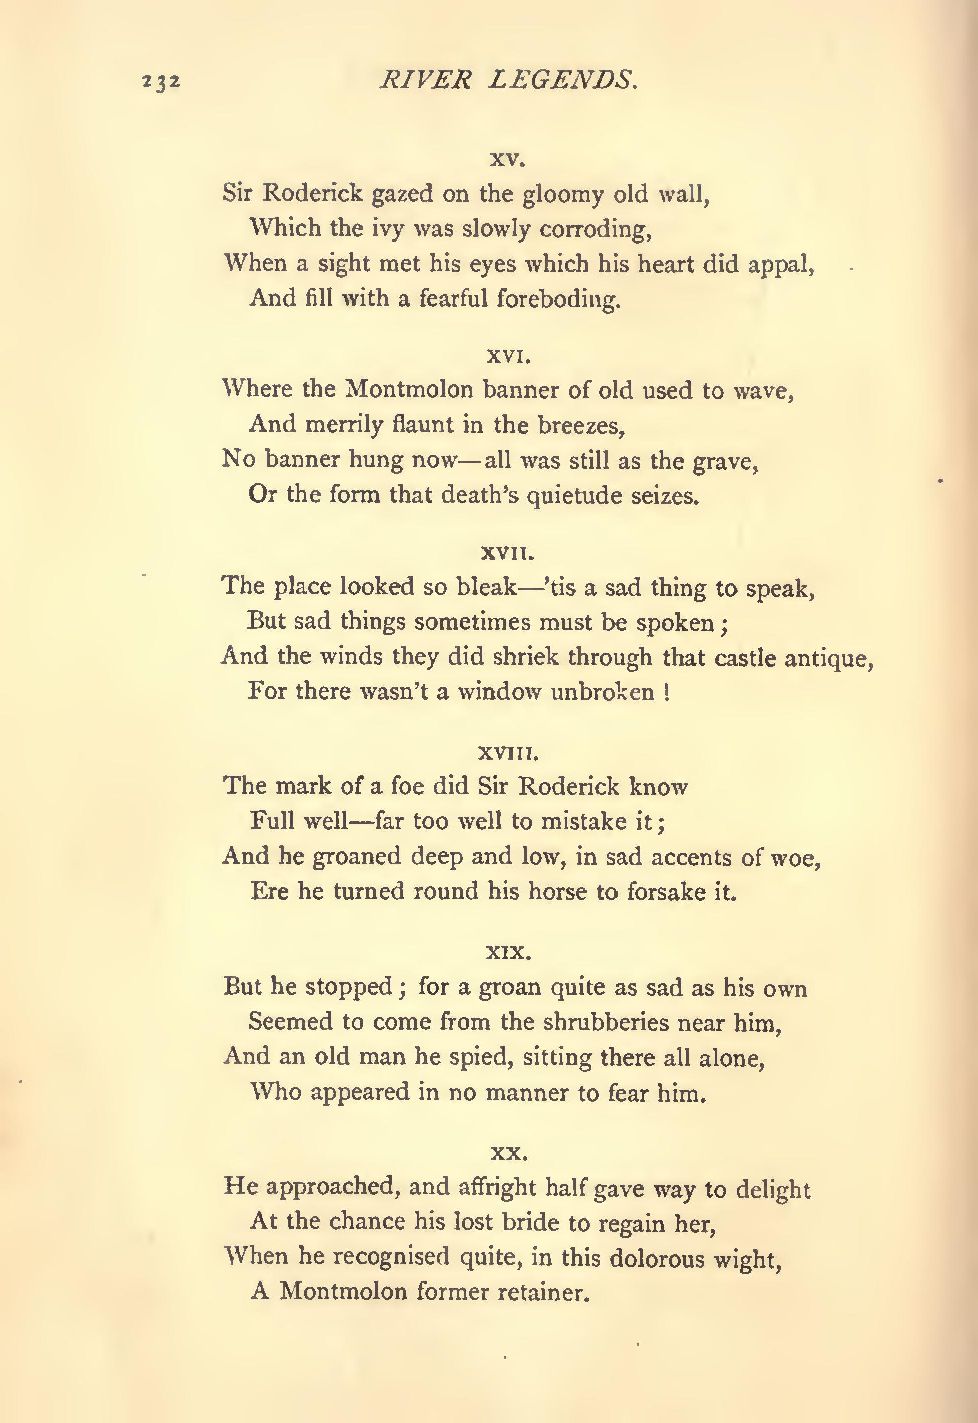 232 RIVER LEGENDS.
XV.
Sir Roderick gazed on the gloomy old wall,
Which the ivy was slowly corroding,
When a sight met his eyes which his heart did appal,
And fill with a fearful foreboding.
XVI.
Where the Montmolon banner of old used to wave,
And merrily flaunt in the breezes,
No banner hung now—all was still as the grave,
Or the form that death's quietude seizes.
XVII.
The place looked so bleak—'tis a sad thing to speak,
But sad things sometimes must be spoken;
And the winds they did shriek through that castle antique,
For there wasn't a window unbroken!
XVIII.
The mark of a foe did Sir Roderick know
Full well—far too well to mistake it;
And he groaned deep and low, in sad accents of woe,
Ere he turned round his horse to forsake it.
XIX.
But he stopped; for a groan quite as sad as his own
Seemed to come from the shrubberies near him,
And an old man he spied, sitting there all alone,
Who appeared in no manner to fear him.
XX.
He approached, and affright half gave way to delight
At the chance his lost bride to regain her,
When he recognised quite, in this dolorous wight,
A Montmolon former retainer.